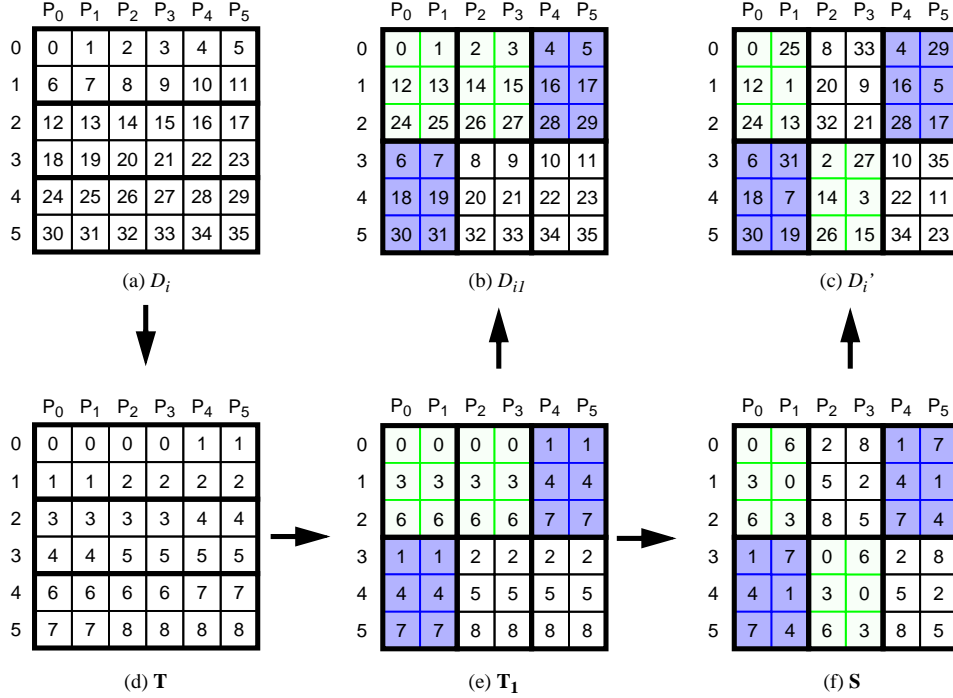 P0 P1 P2 P3 P4 P5
0 0 1 2 3 4 5
1 6 7 8 9 10 11
2 12 13 14 15 16 17
3 18 19 20 21 22 23
4 24 25 26 27 28 29
5 30 31 32 33 34 35
(a) Di
P0 P1 P2 P3 P4 P5
0 0 1 2 3 4 5
1 12 13 14 15 16 17
2 24 25 26 27 28 29
3 6 7 8 9 10 11
4 18 19 20 21 22 23
5 30 31 32 33 34 35
(b) Di1
P0 P1 P2 P3 P4 P5
0 0 25 8 33 4 29
1 12 1 20 9 16 5
2 24 13 32 21 28 17
3 6 31 2 27 10 35
4 18 7 14 3 22 11
5 30 19 26 15 34 23
(c) Di’
P0 P1 P2 P3 P4 P5
0 0 0 0 0 1 1
1 1 1 2 2 2 2
2 3 3 3 3 4 4
3 4 4 5 5 5 5
4 6 6 6 6 7 7
5 7 7 8 8 8 8
(d) T
P0 P1 P2 P3 P4 P5
0 0 0 0 0 1 1
1 3 3 3 3 4 4
2 6 6 6 6 7 7
3 1 1 2 2 2 2
4 4 4 5 5 5 5
5 7 7 8 8 8 8
(e) T1
P0 P1 P2 P3 P4 P5
0 0 6 2 8 1 7
1 3 0 5 2 4 1
2 6 3 8 5 7 4
3 1 7 0 6 2 8
4 4 1 3 0 5 2
5 7 4 6 3 8 5
(f) S